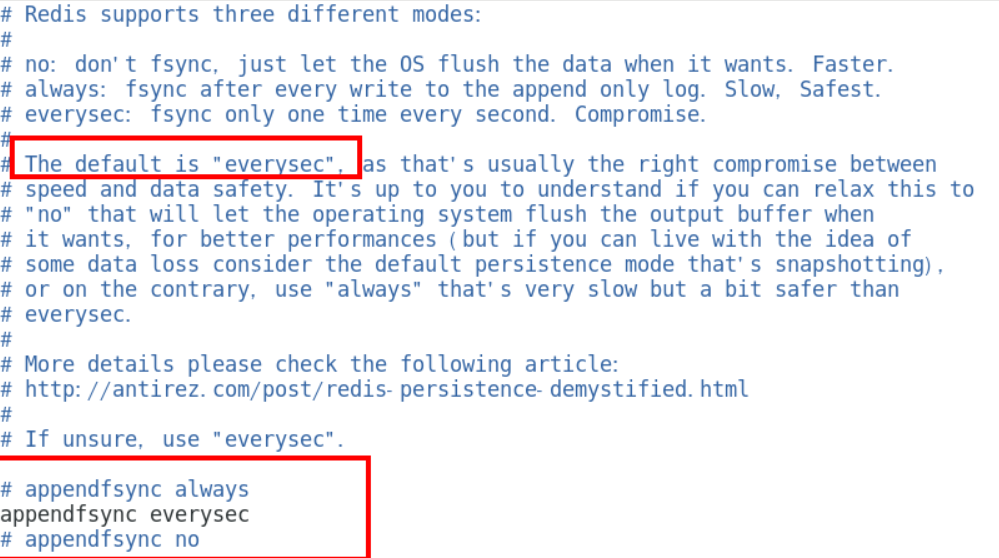 # Redis supports three different modes:
#
# no: don't fsync, just let the OS flush the data when it wants. Faster.
# always: fsync after every write to the append only log. Slow, Safest.
# everysec: fsync only one time every second. Compromise.
#
# The default is "everysec", as that's usually the right compromise between
# speed and data safety. It's up to you to understand if you can relax this to
# "no" that will let the operating system flush the output buffer when
# it wants, for better performances (but if you can live with the idea of
# some data loss consider the default persistence mode that's snapshotting),
# or on the contrary, use "always" that's very slow but a bit safer than
# everysec.
#
# More details please check the following article:
# http://antirez.com/post/redis-persistence-demystified.html
#
# If unsure, use "everysec".

# appendfsync always
appendfsync everysec
# appendfsync no